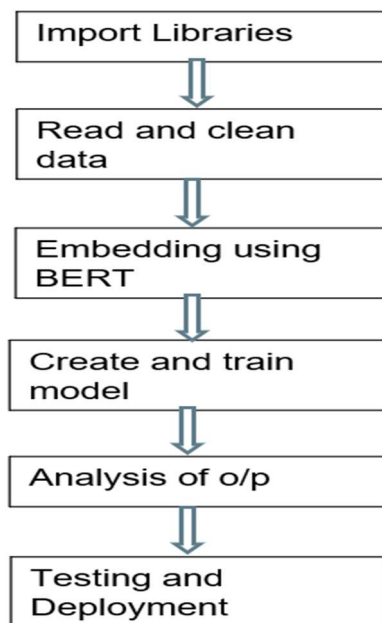 Import Libraries
Read and clean
data
Embedding using
BERT
Create and train
model
Analysis of o/p
Testing and
Deployment